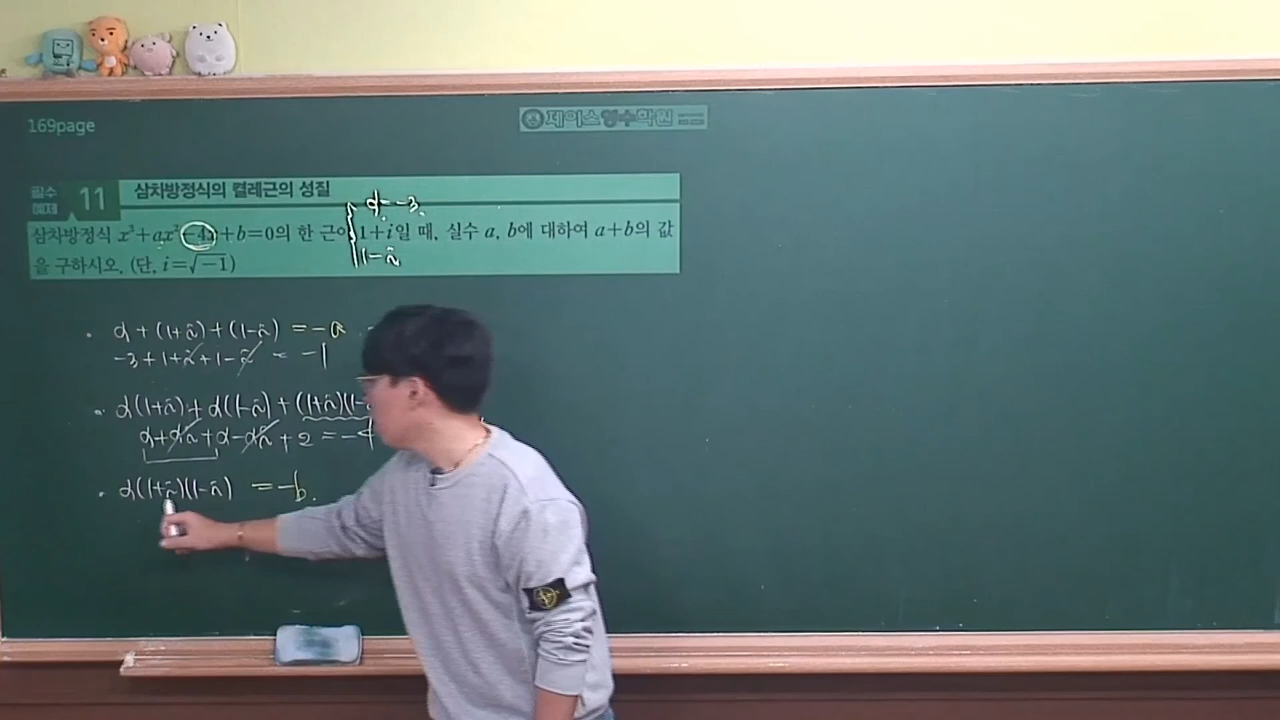 169page
제이스영수학원
필수 예제 11 삼차방정식의 켤레근의 성질
α=-3
삼차방정식 x³+ax²-4x+b=0의 한 근이 1+i일 때, 실수 a, b에 대하여 a+b의 값
을 구하시오. (단, i=√-1)
1-i
α+(1+i)+(1-i) =-a
-3+1+i+1-i = -1
α(1+i)+α(1-i)+(1+i)(1-
α+αi+α-αi+2=-4
α(1+i)(1-i) =-b.